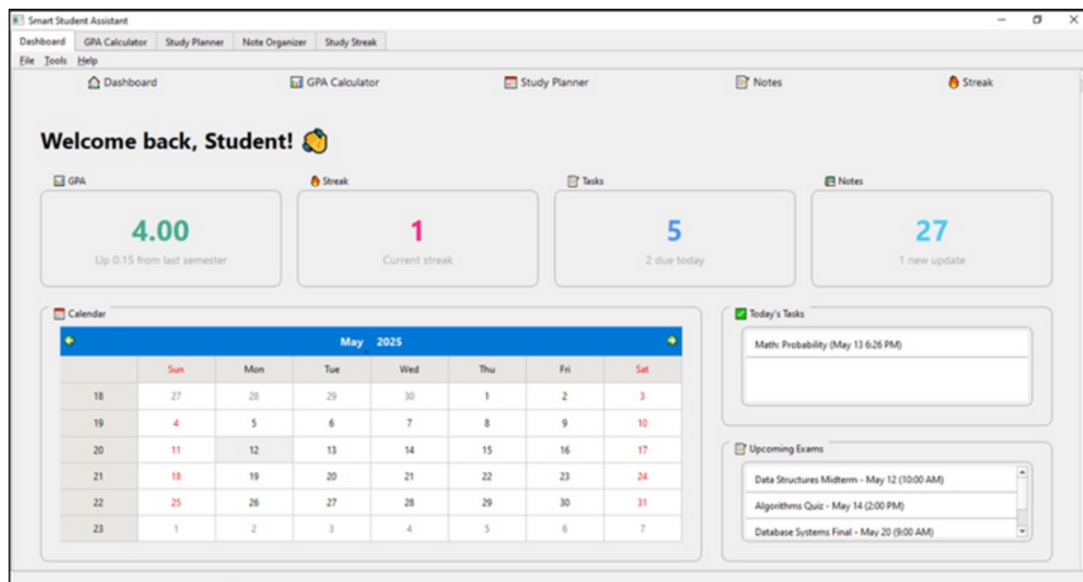 Smart Student Assistant
Dashboard GPA Calculator Study Planner Note Organizer Study Streak
File Tools Help
Dashboard GPA Calculator Study Planner Notes Streak
Welcome back, Student!
GPA Streak Tasks Notes
4.00 1 5 27
Up 0.15 from last semester Current streak 2 due today 1 new update
Calendar
May 2025
Sun Mon Tue Wed Thu Fri Sat
18 27 28 29 30 1 2 3
19 4 5 6 7 8 9 10
20 11 12 13 14 15 16 17
21 18 19 20 21 22 23 24
22 25 26 27 28 29 30 31
23 1 2 3 4 5 6 7
Today's Tasks
Math: Probability (May 13 6:26 PM)
Upcoming Exams
Data Structures Midterm - May 12 (10:00 AM)
Algorithms Quiz - May 14 (2:00 PM)
Database Systems Final - May 20 (9:00 AM)